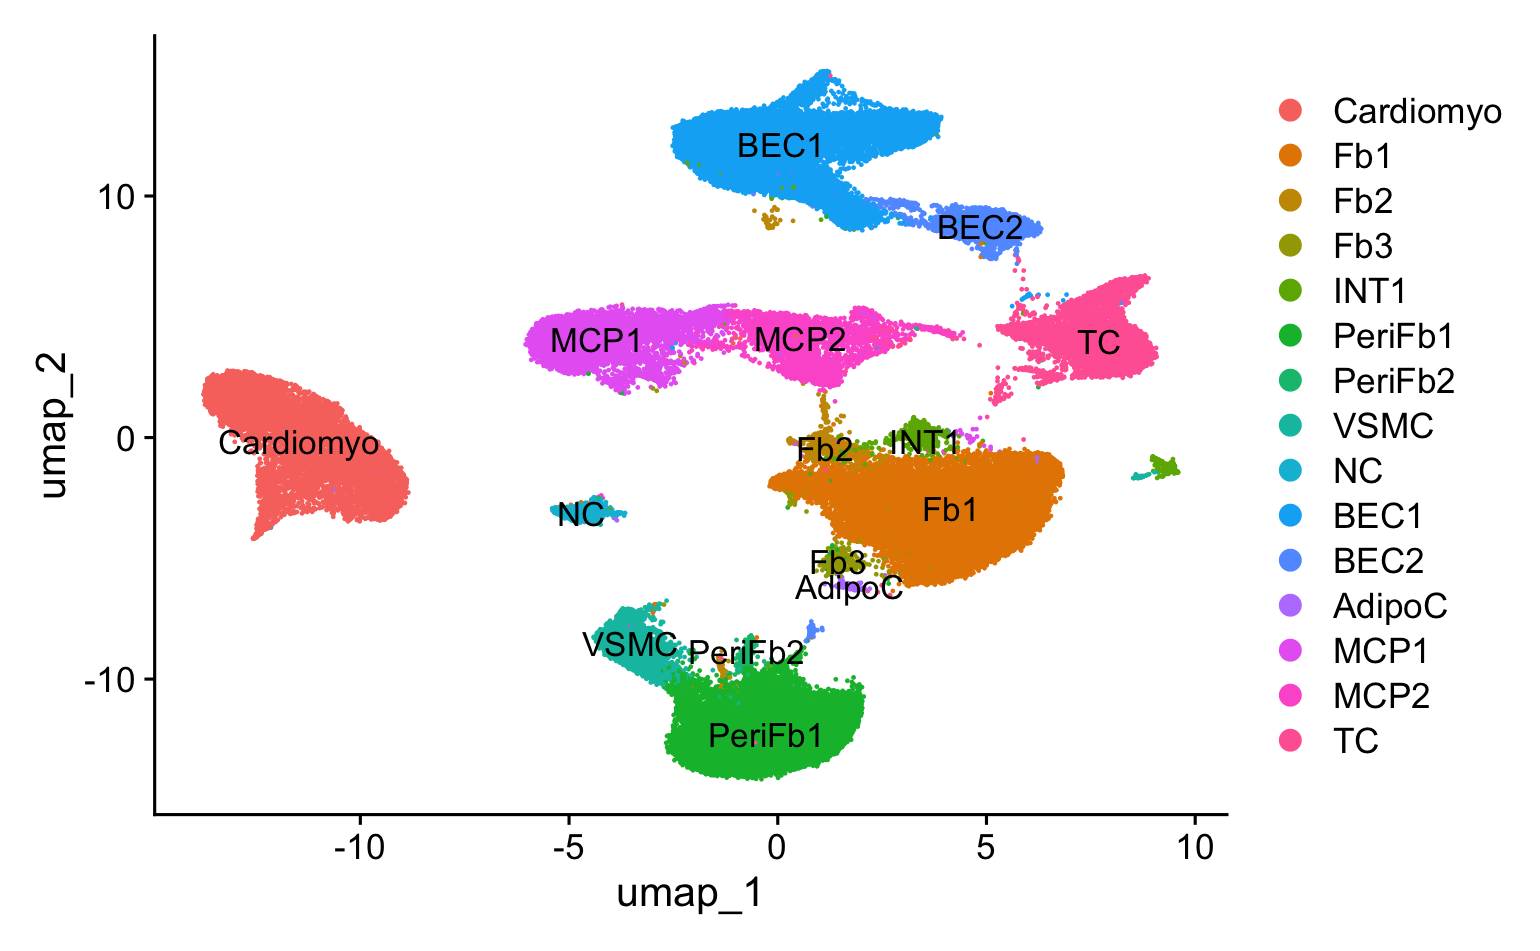 BEC1
BEC2
MCP1
MCP2
TC
Cardiomyo
Fb2
INT1
NC
Fb1
Fb3
AdipoC
VSMC
PeriFb2
PeriFb1
10
0
-10
umap_2
-10
-5
0
5
10
umap_1
Cardiomyo
Fb1
Fb2
Fb3
INT1
PeriFb1
PeriFb2
VSMC
NC
BEC1
BEC2
AdipoC
MCP1
MCP2
TC